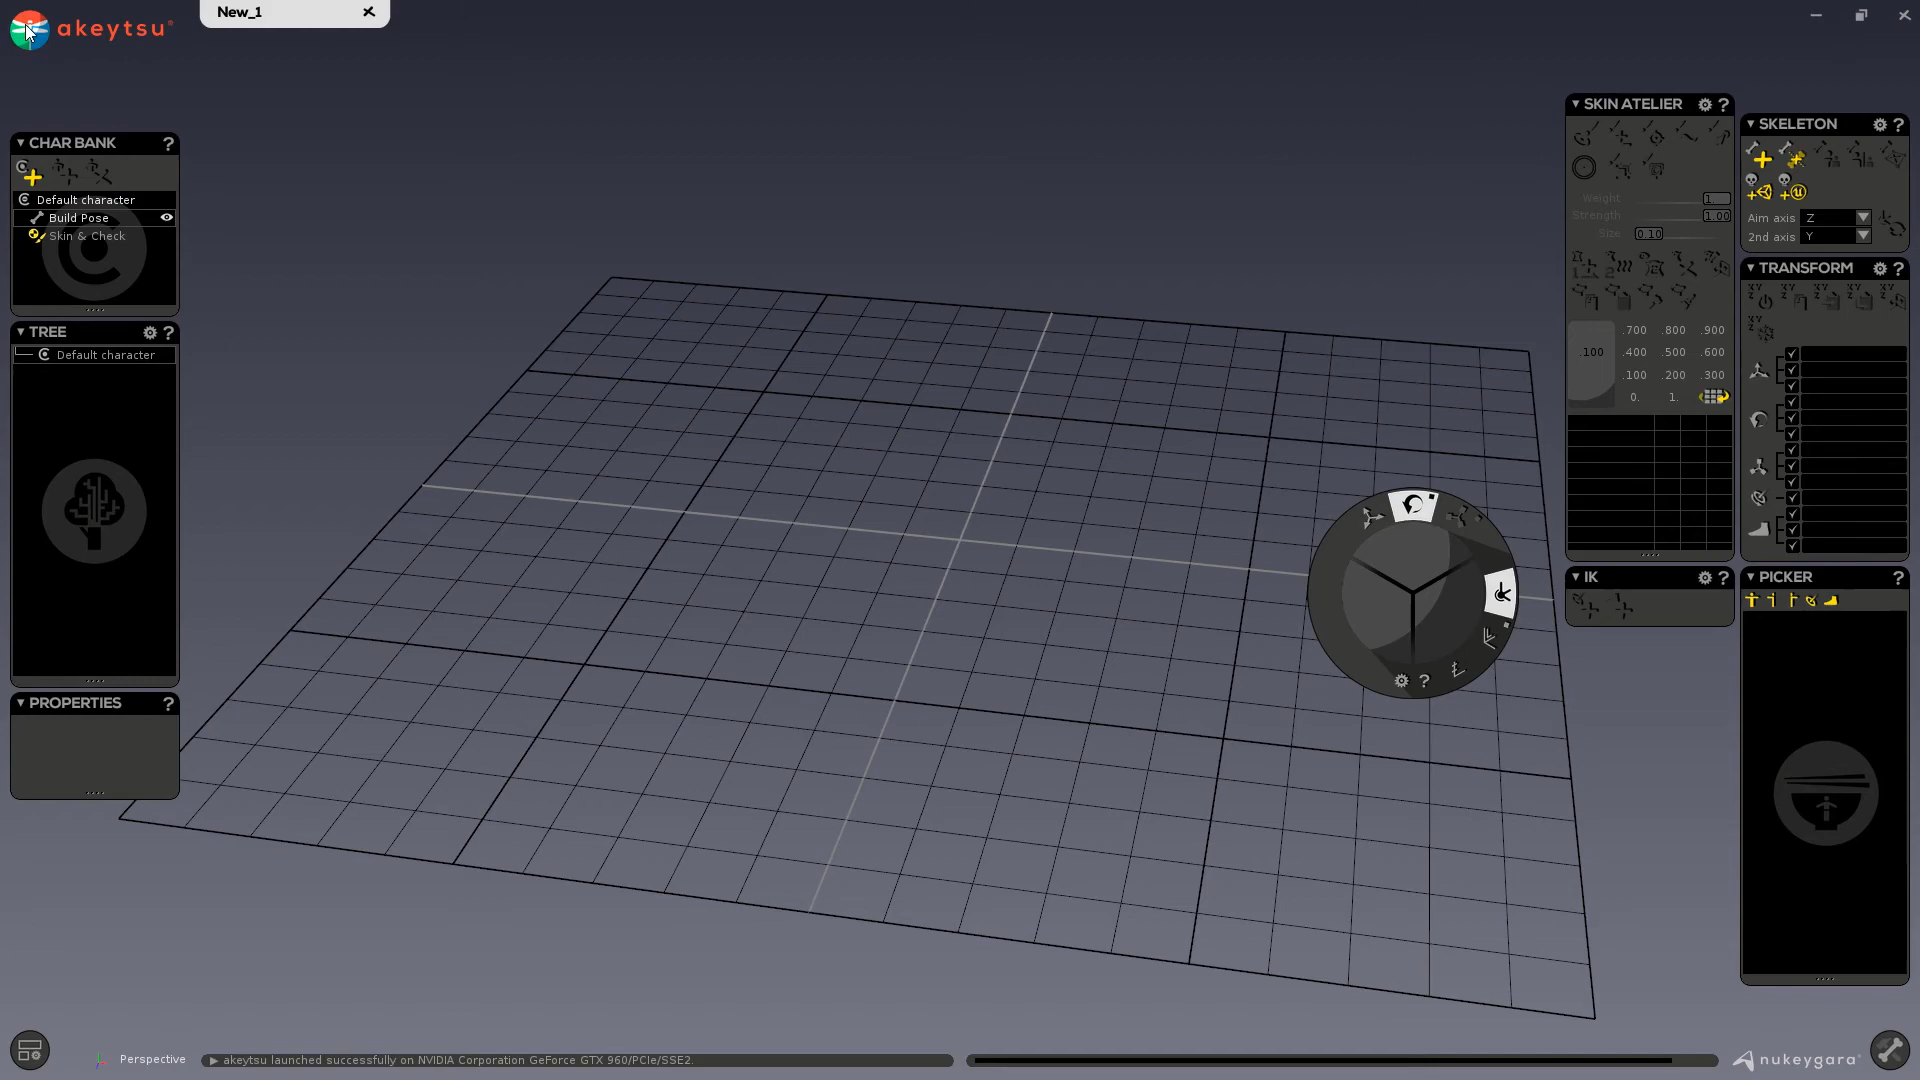 akeytsu®
New_1
CHAR BANK ?
Default character
Build Pose
Skin & Check
TREE ?
Default character
PROPERTIES ?
SKIN ATELIER ?
Weight 1.
Strength 1.00
Size 0.10
.700 .800 .900
.100 .400 .500 .600
.100 .200 .300
0. 1.
IK ?
SKELETON ?
Aim axis Z
2nd axis Y
TRANSFORM ?
PICKER ?
?
Perspective
akeytsu launched successfully on NVIDIA Corporation GeForce GTX 960/PCIe/SSE2.
nukeygara®